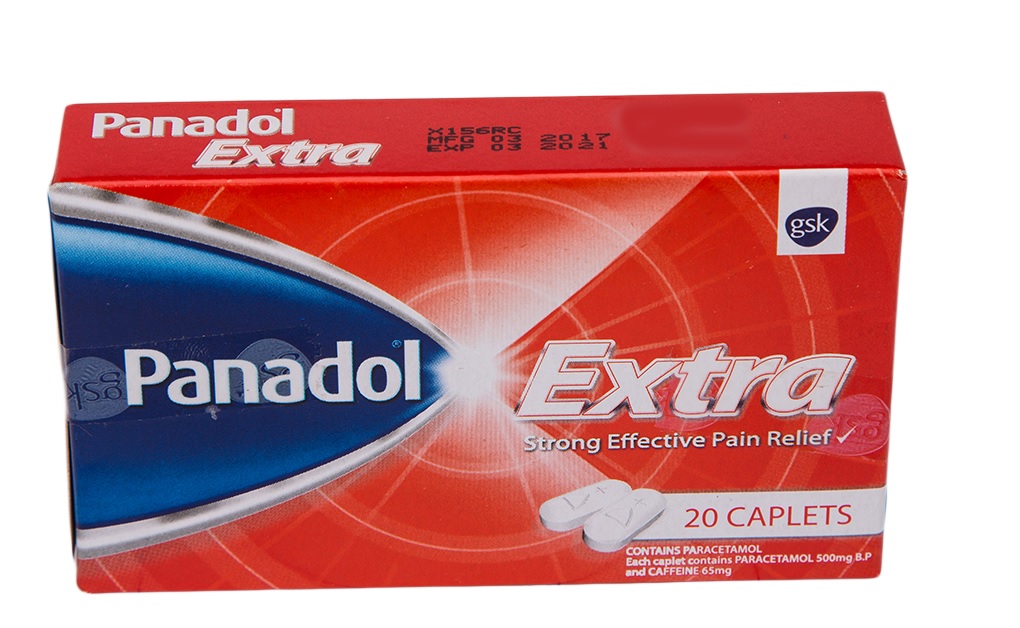 Panadol
Extra
X156RC
MFG 03 2017
EXP 03 2021
gsk
Panadol®
gsk
Extra
Strong Effective Pain Relief ✓
20 CAPLETS
CONTAINS PARACETAMOL
Each caplet contains PARACETAMOL 500mg B.P
and CAFFEINE 65mg